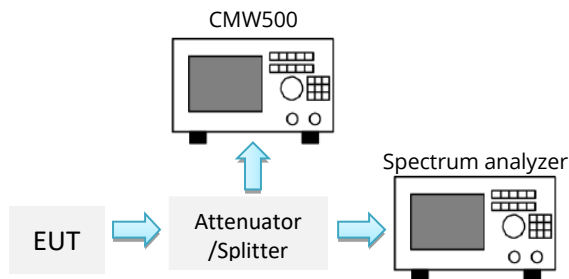 CMW500
Spectrum analyzer
EUT
Attenuator
/Splitter